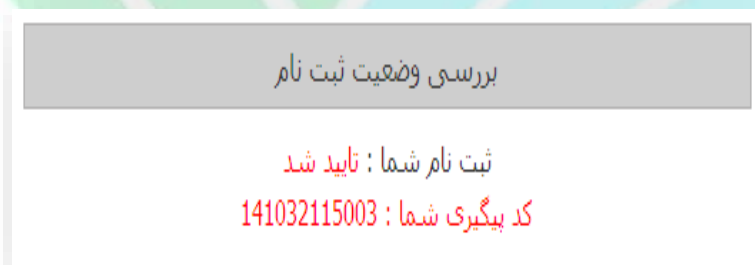 بررسی وضعیت ثبت نام
ثبت نام شما : تایید شد
کد پیگیری شما : 141032115003